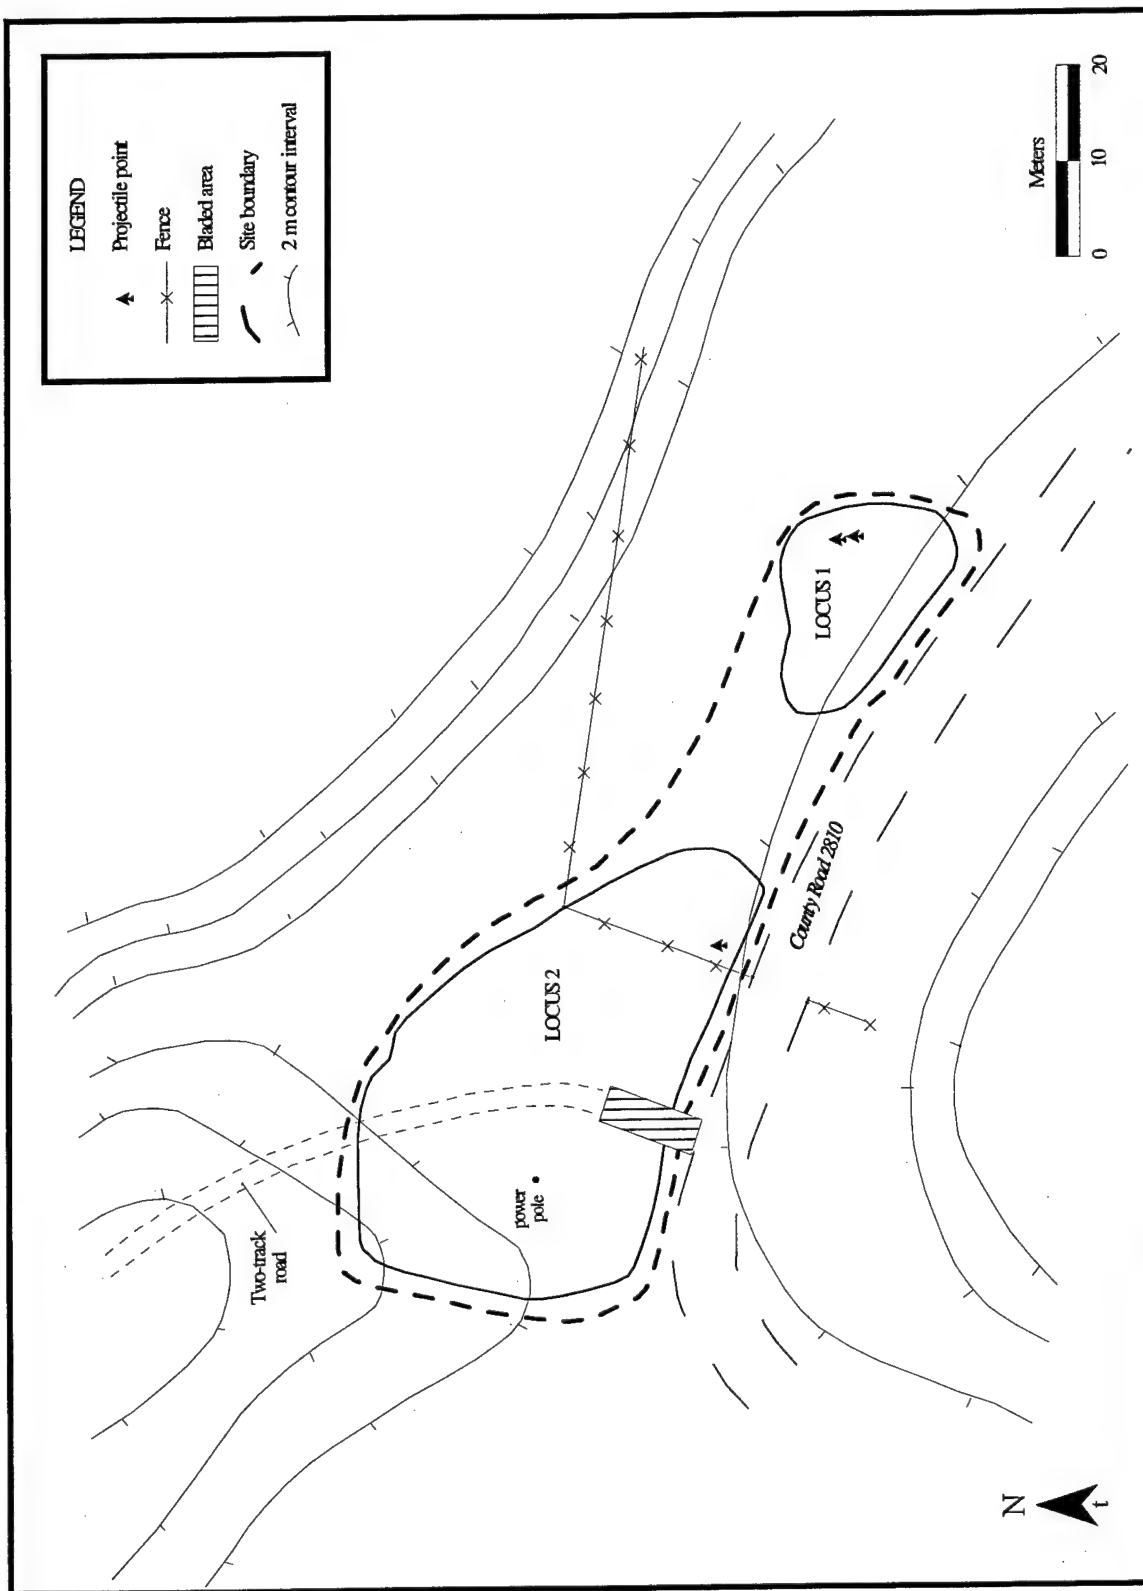 LEGEND
Projectile point
Fence
Bladed area
Site boundary
2 m contour interval
Two-track
road
power
pole
LOCUS 2
LOCUS 1
County Road 2810
Meters
0 10 20
N
t